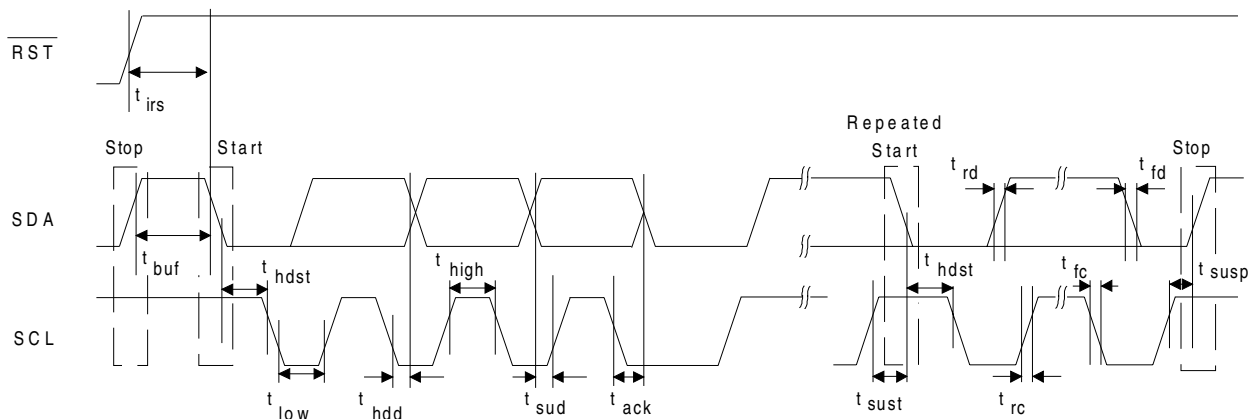 RST
t irs
Repeated
Stop
Start
Start
Stop
t rd
t fd
SDA
t buf
t hdst
t high
t hdst
t fc
t susp
SCL
t low
t hdd
t sud
t ack
t sust
t rc